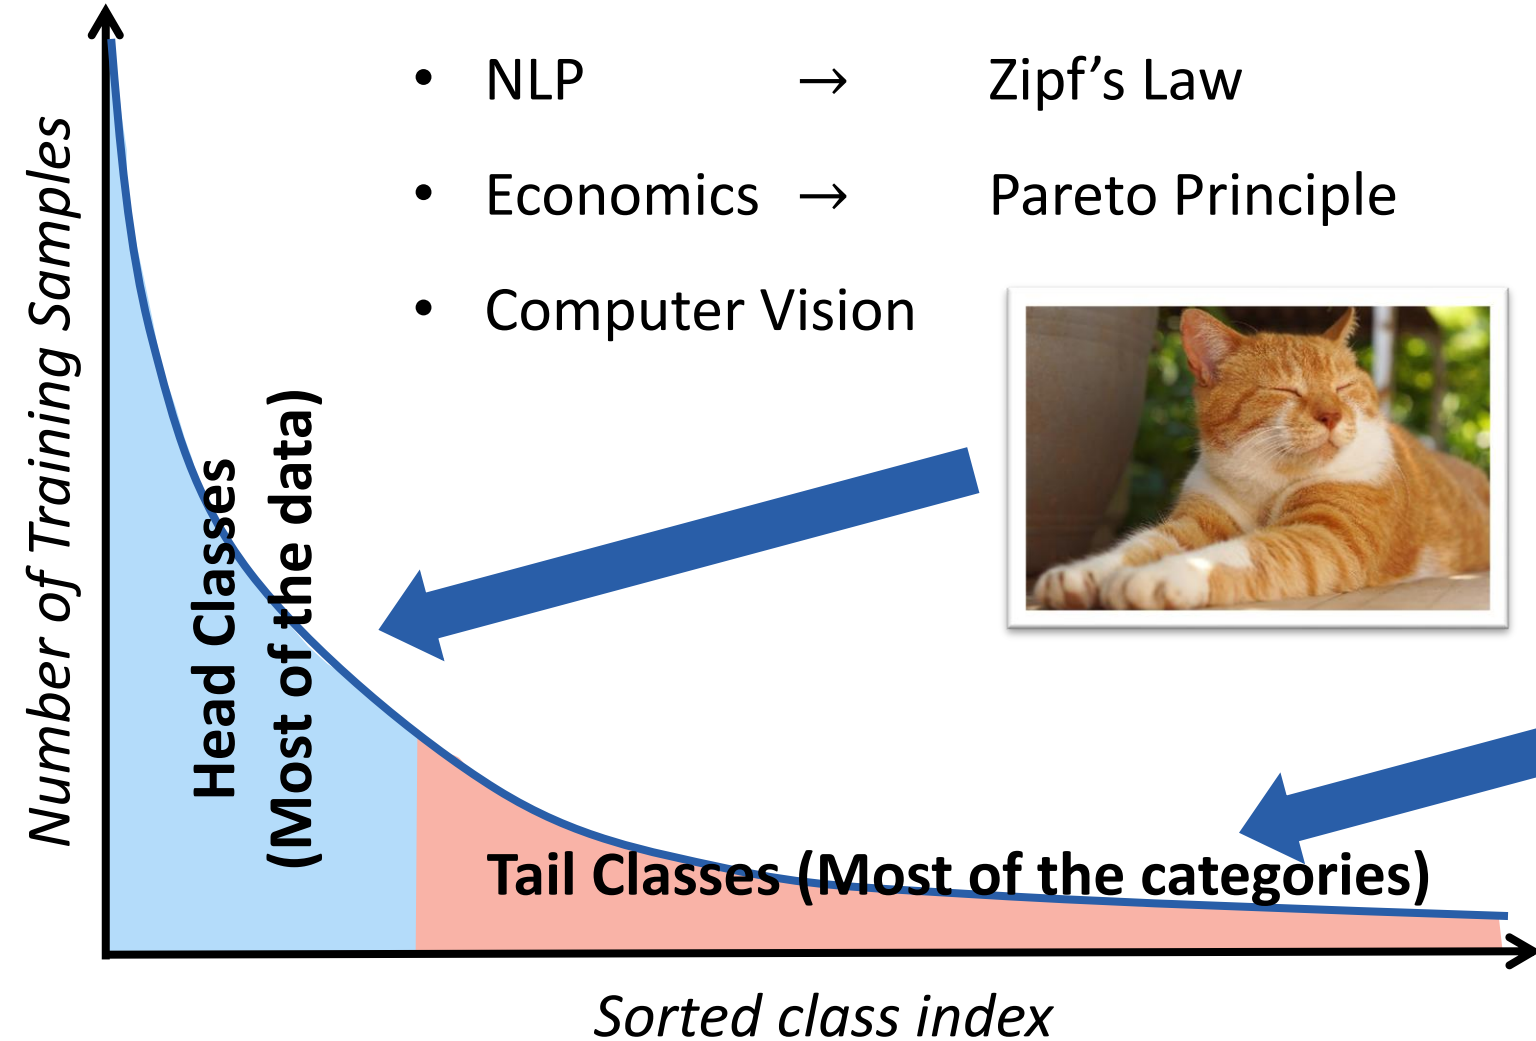 • NLP → Zipf’s Law
• Economics → Pareto Principle
• Computer Vision
Number of Training Samples
Head Classes
(Most of the data)
Tail Classes (Most of the categories)
Sorted class index